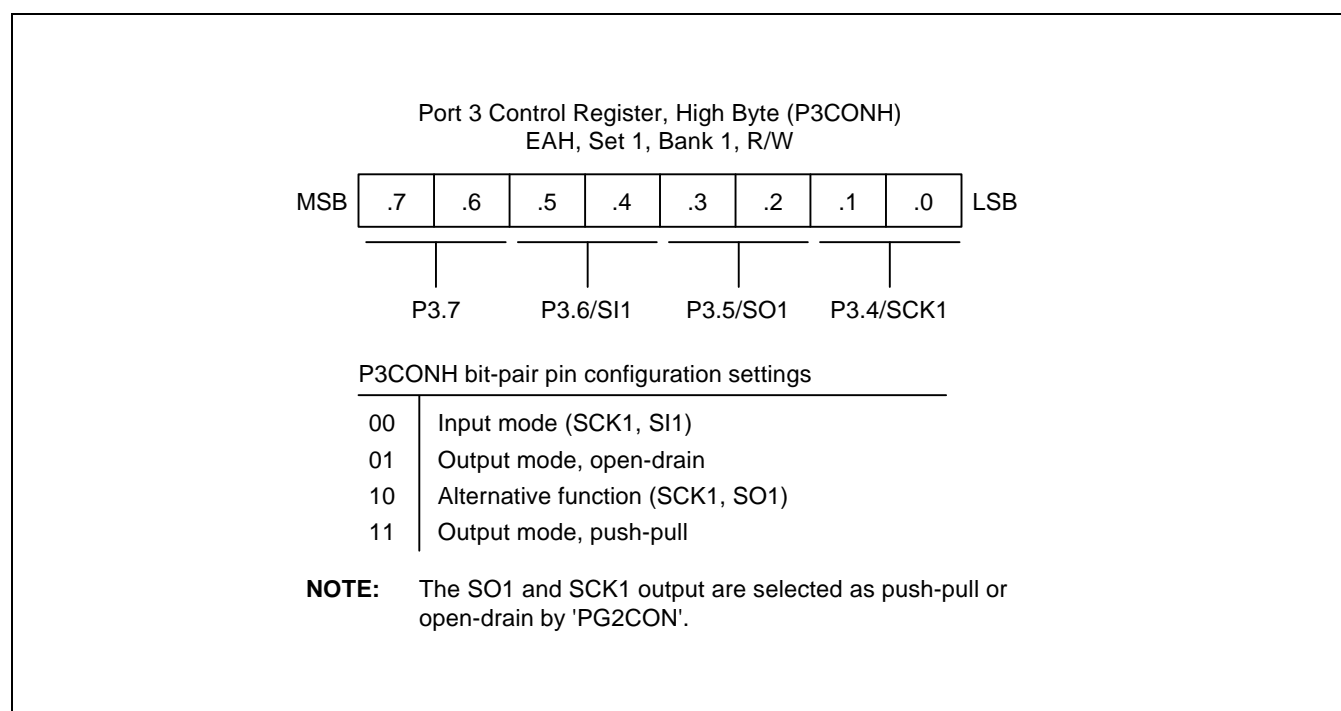 Port 3 Control Register, High Byte (P3CONH)
EAH, Set 1, Bank 1, R/W
MSB .7 .6 .5 .4 .3 .2 .1 .0 LSB
P3.7 P3.6/SI1 P3.5/SO1 P3.4/SCK1
P3CONH bit-pair pin configuration settings
00 Input mode (SCK1, SI1)
01 Output mode, open-drain
10 Alternative function (SCK1, SO1)
11 Output mode, push-pull
NOTE: The SO1 and SCK1 output are selected as push-pull or
open-drain by 'PG2CON'.